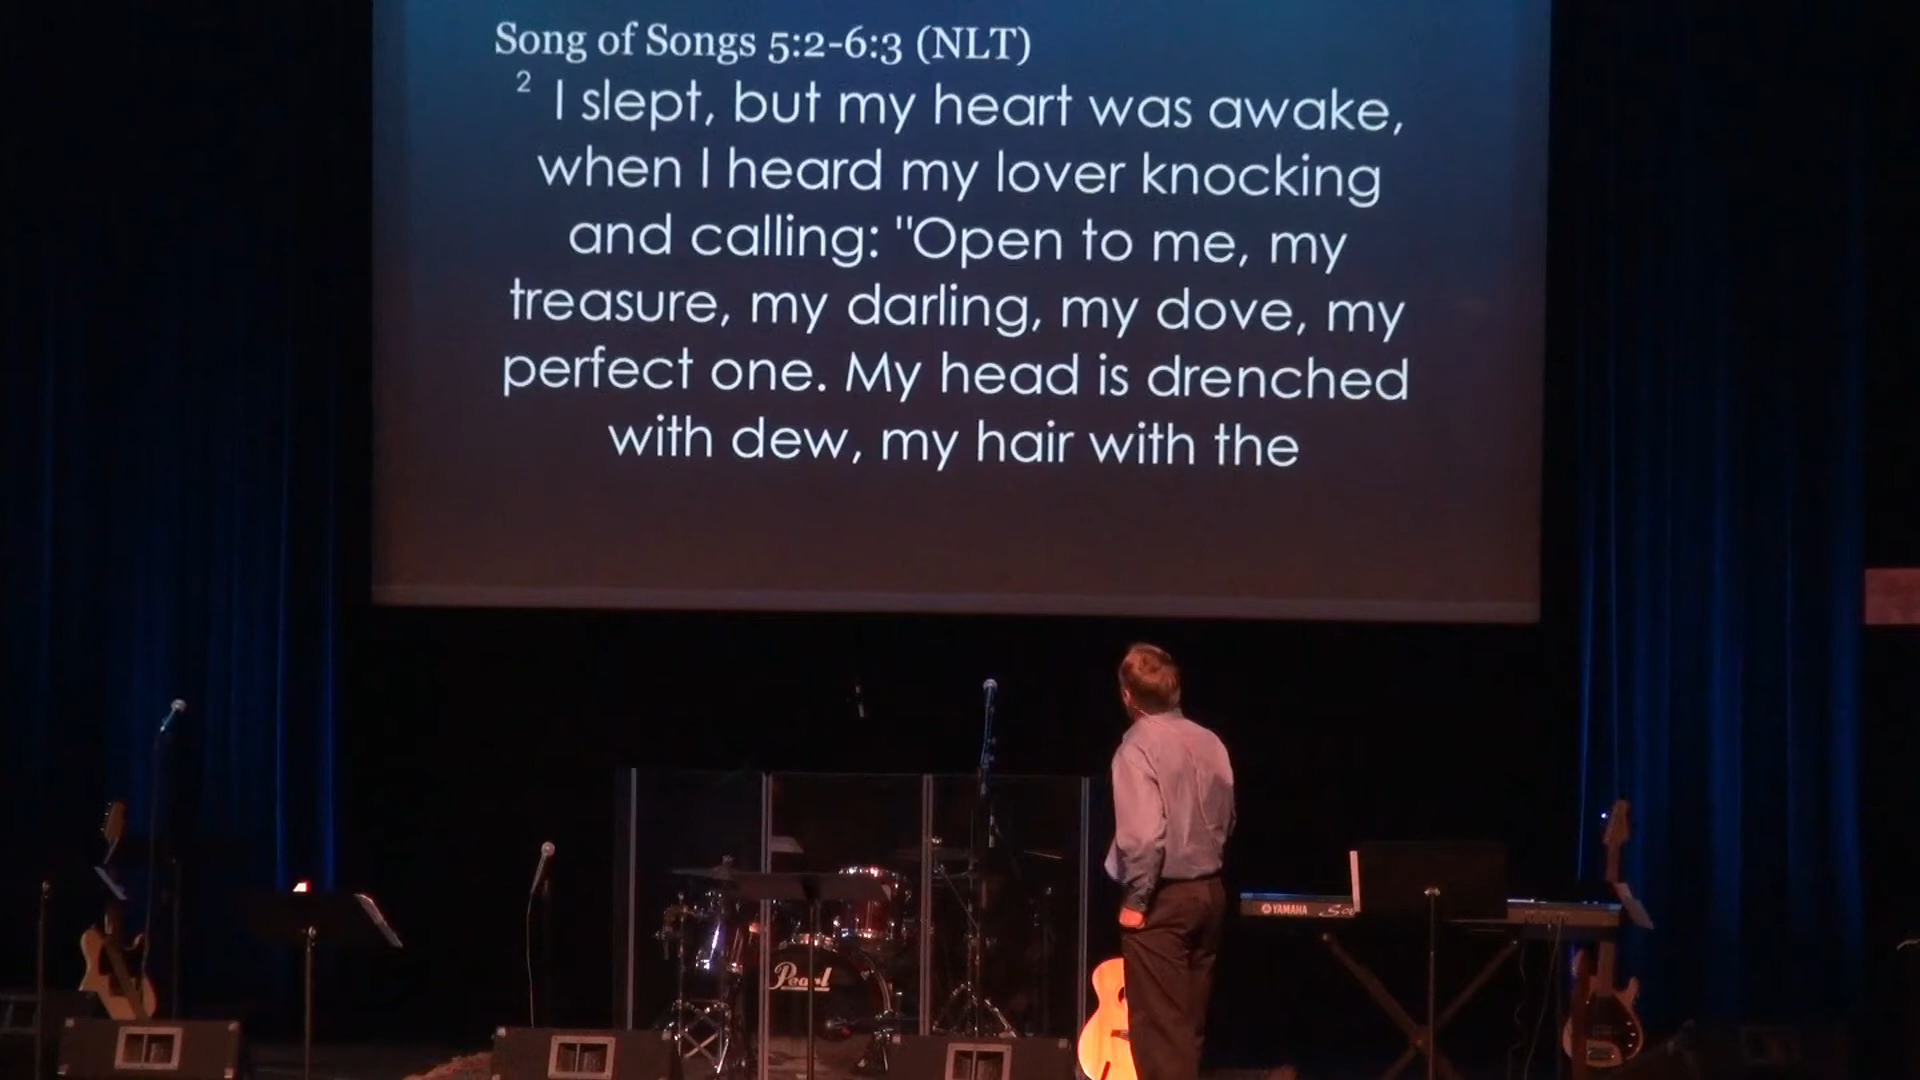 Song of Songs 5:2-6:3 (NLT)
2 I slept, but my heart was awake,
when I heard my lover knocking
and calling: "Open to me, my
treasure, my darling, my dove, my
perfect one. My head is drenched
with dew, my hair with the
Pearl
YAMAHA